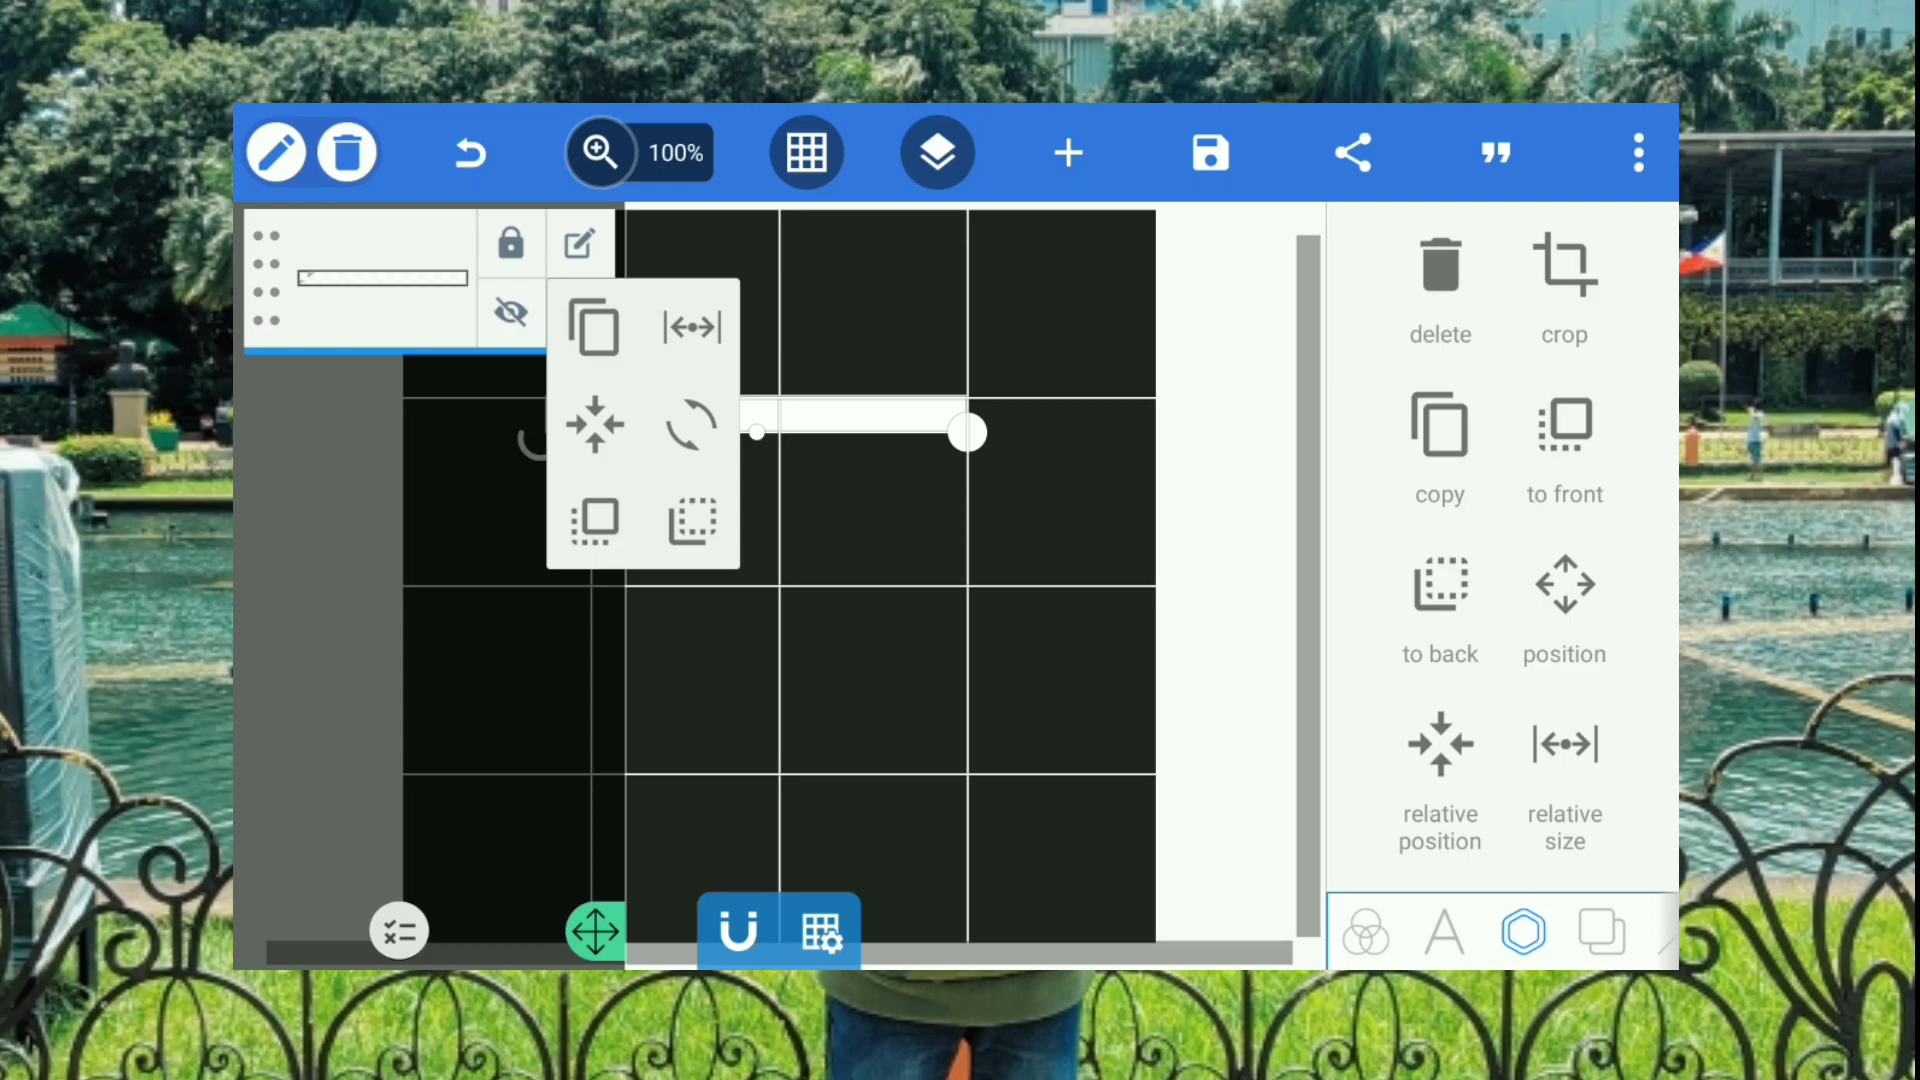 100%
delete
crop
copy
to front
to back
position
relative
position
relative
size